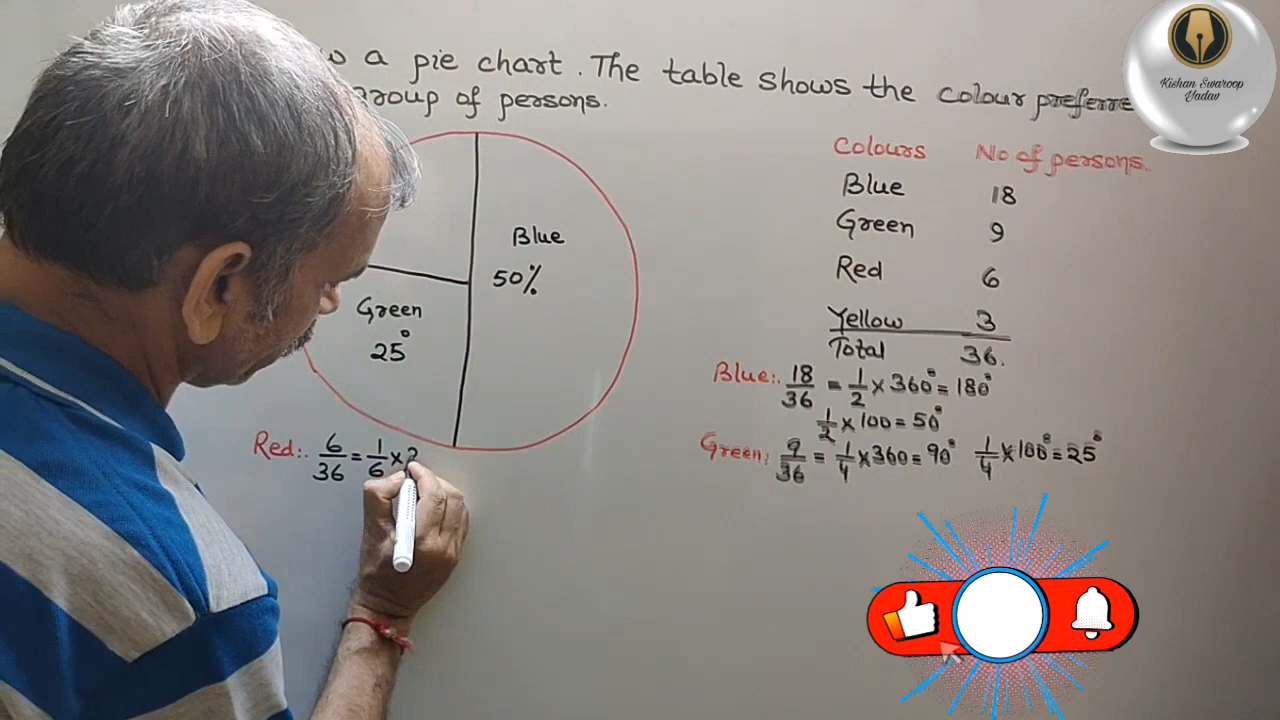 a pie chart. The table shows the colour preferre
group of persons.
Kishan Swaroop
Yadav
Colours No of persons.
Blue 18
Green 9
Red 6
Yellow 3
Total 36.
Blue
50%
Green
25°
Blue:. 18/36 = 1/2 × 360° = 180°
1/2 × 100 = 50°
Green: 9/36 = 1/4 × 360 = 90° 1/4 × 100° = 25°
Red:. 6/36 = 1/6 ×